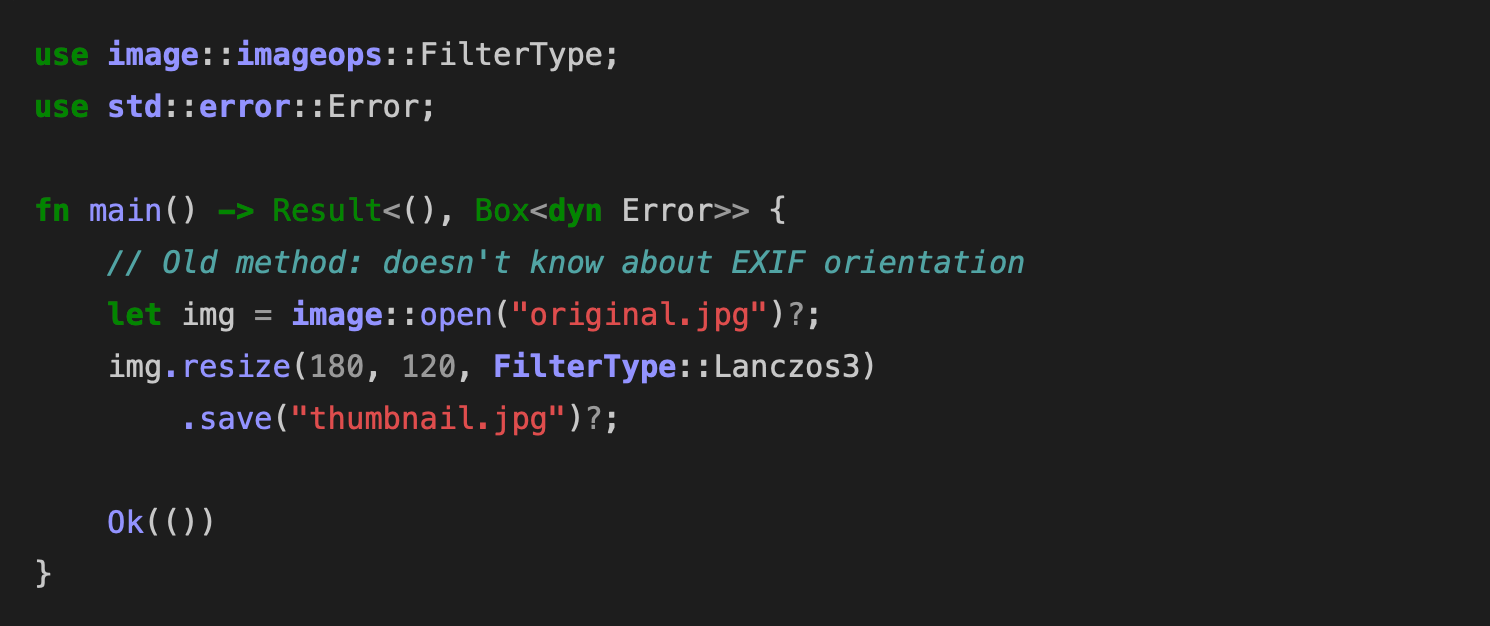 use image::imageops::FilterType;
use std::error::Error;

fn main() -> Result<(), Box<dyn Error>> {
    // Old method: doesn't know about EXIF orientation
    let img = image::open("original.jpg")?;
    img.resize(180, 120, FilterType::Lanczos3)
        .save("thumbnail.jpg")?;

    Ok(())
}